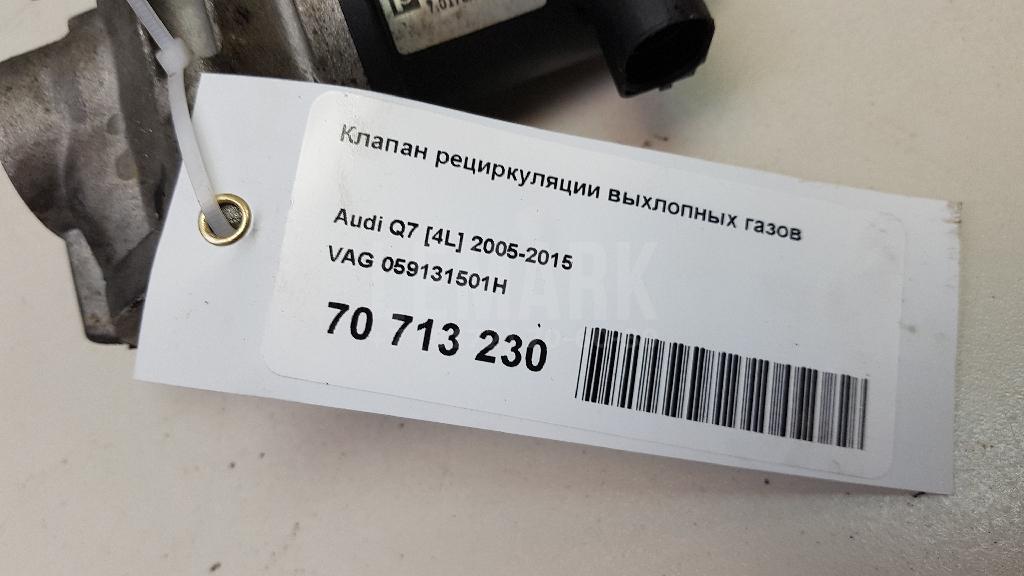 Клапан рециркуляции выхлопных газов
Audi Q7 [4L] 2005-2015
VAG 059131501H
70 713 230